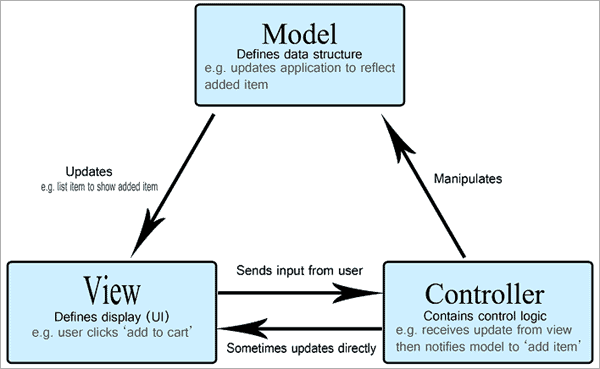 Model
Defines data structure
e.g. updates application to reflect
added item
Updates
e.g. list item to show added item
Manipulates
View
Defines display (UI)
e.g. user clicks ‘add to cart’
Sends input from user
Sometimes updates directly
Controller
Contains control logic
e.g. receives update from view
then notifies model to ‘add item’